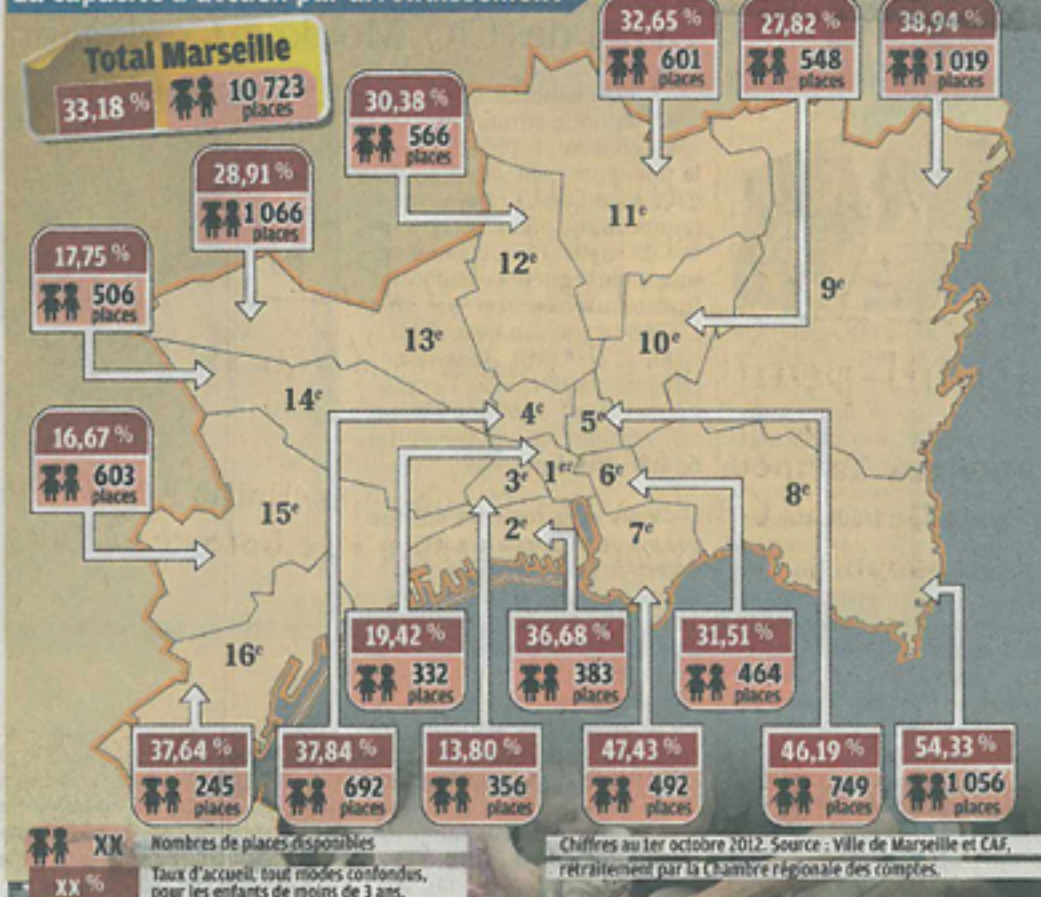 la capacité d'accueil par arrondissement
Total Marseille
33,18 %
10 723
places
32,65 %
601
places
27,82 %
548
places
38,94 %
1 019
places
30,38 %
566
places
28,91 %
1 066
places
17,75 %
506
places
16,67 %
603
places
11e
12e
9e
13e
10e
14e
4e
5e
3e
1er
6e
8e
15e
2e
7e
16e
19,42 %
332
places
36,68 %
383
places
31,51 %
464
places
37,64 %
245
places
37,84 %
692
places
13,80 %
356
places
47,43 %
492
places
46,19 %
749
places
54,33 %
1 056
places
XX Nombres de places disponibles
XX % Taux d'accueil, tout modes confondus,
pour les enfants de moins de 3 ans.
Chiffres au 1er octobre 2012. Source : Ville de Marseille et CAF,
retraitement par la Chambre régionale des comptes.